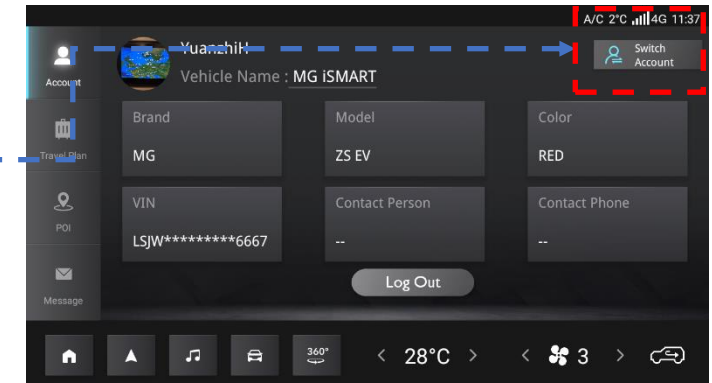 A/C 2°C 4G 11:37
YuanzhiH
Switch
Account
Vehicle Name : MG iSMART
Account
Brand
Model
Color
MG
ZS EV
RED
Travel Plan
VIN
Contact Person
Contact Phone
LSJW*********6667
--
--
POI
Log Out
Message
360°
< 28°C >
< 3 >